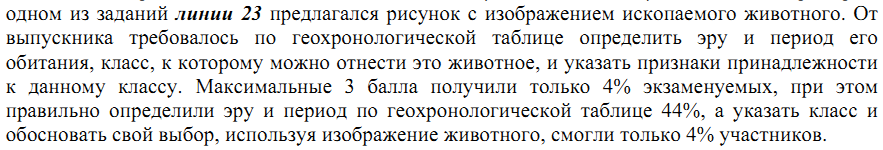 одном из заданий линии 23 предлагался рисунок с изображением ископаемого животного. От
выпускника требовалось по геохронологической таблице определить эру и период его
обитания, класс, к которому можно отнести это животное, и указать признаки принадлежности
к данному классу. Максимальные 3 балла получили только 4% экзаменуемых, при этом
правильно определили эру и период по геохронологической таблице 44%, а указать класс и
обосновать свой выбор, используя изображение животного, смогли только 4% участников.